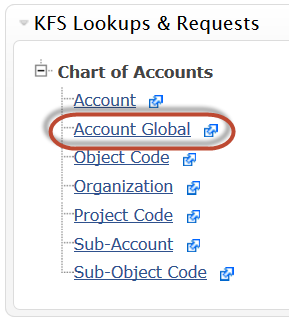 KFS Lookups & Requests
Chart of Accounts
Account
Account Global
Object Code
Organization
Project Code
Sub-Account
Sub-Object Code